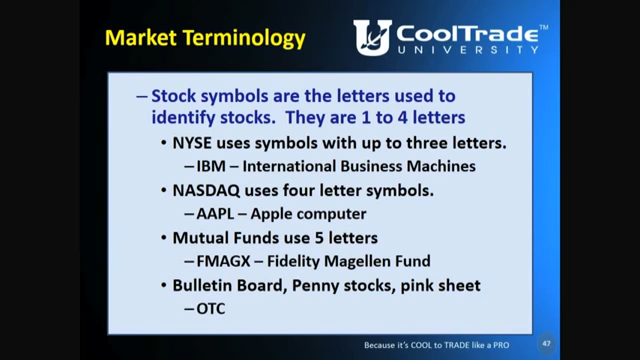 Market Terminology
CoolTrade™
UNIVERSITY
– Stock symbols are the letters used to
identify stocks. They are 1 to 4 letters
• NYSE uses symbols with up to three letters.
– IBM – International Business Machines
• NASDAQ uses four letter symbols.
– AAPL – Apple computer
• Mutual Funds use 5 letters
– FMAGX – Fidelity Magellen Fund
• Bulletin Board, Penny stocks, pink sheet
– OTC
Because it's COOL to TRADE like a PRO
47